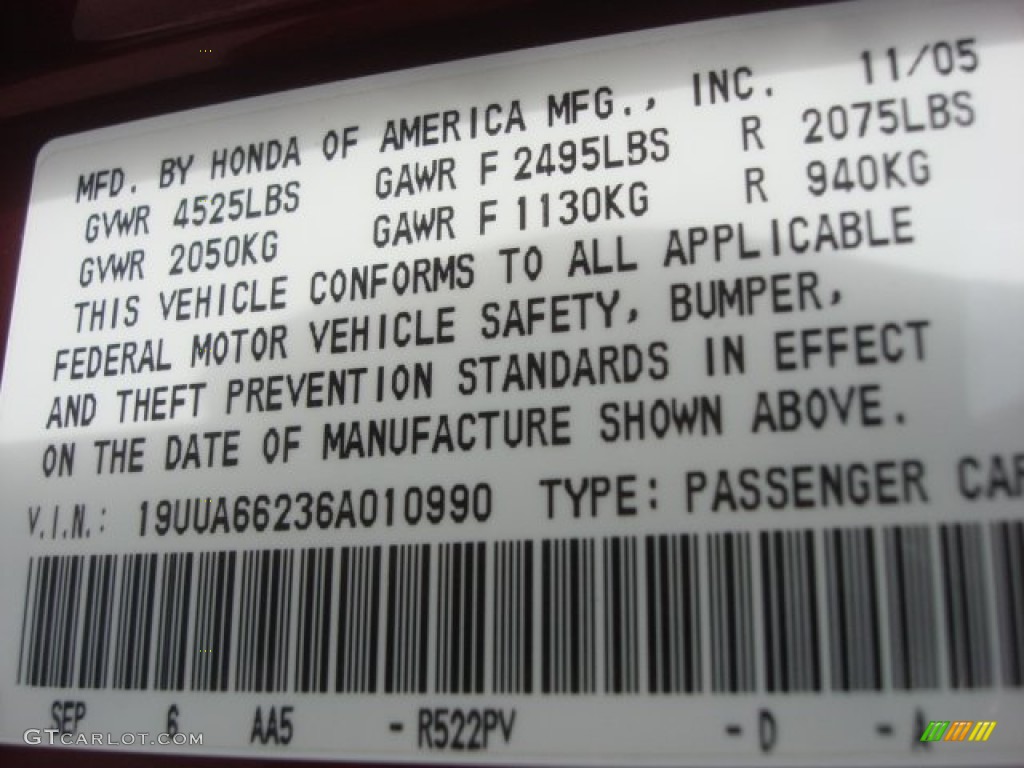 MFD. BY HONDA OF AMERICA MFG., INC. 11/05
GVWR 4525LBS GAWR F 2495LBS R 2075LBS
GVWR 2050KG GAWR F 1130KG R 940KG
THIS VEHICLE CONFORMS TO ALL APPLICABLE
FEDERAL MOTOR VEHICLE SAFETY, BUMPER,
AND THEFT PREVENTION STANDARDS IN EFFECT
ON THE DATE OF MANUFACTURE SHOWN ABOVE.
V.I.N.: 19UUA66236A010990 TYPE: PASSENGER CAR
SEP 6 AA5 - R522PV - D - A
GTCARLOT.COM